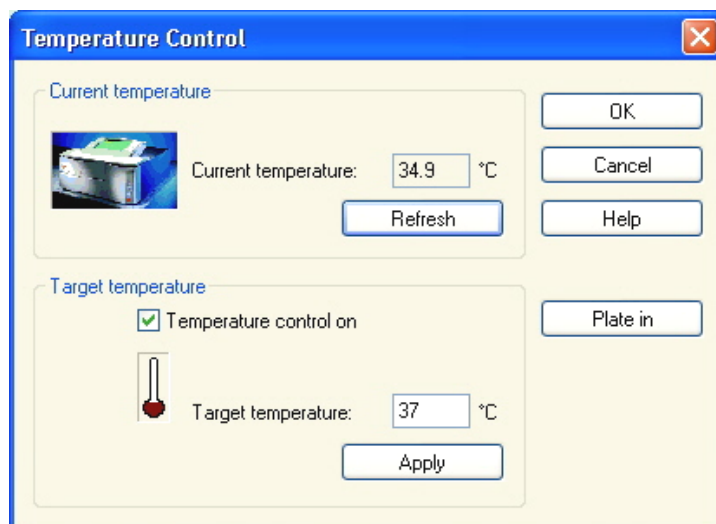 Temperature Control
Current temperature
Current temperature: 34.9 °C
Refresh
OK
Cancel
Help
Target temperature
Temperature control on
Target temperature: 37 °C
Apply
Plate in